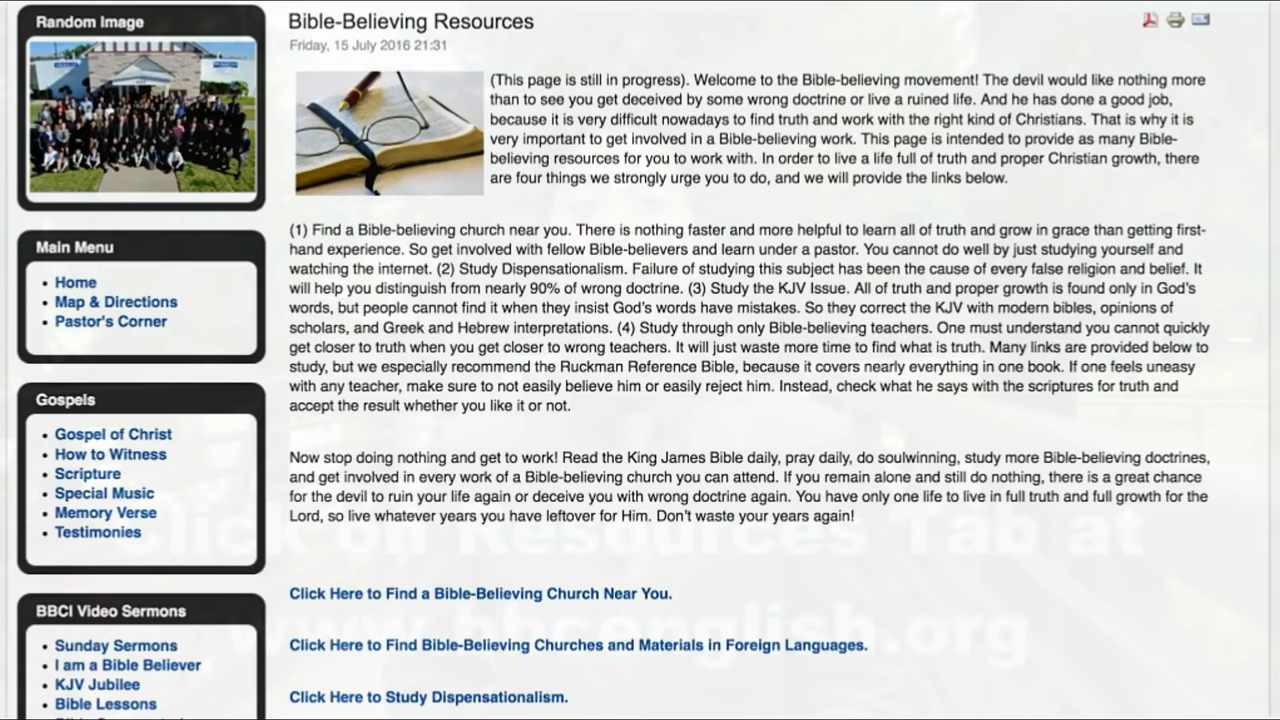 Random Image
Main Menu
Home
Map & Directions
Pastor's Corner
Gospels
Gospel of Christ
How to Witness
Scripture
Special Music
Memory Verse
Testimonies
BBCI Video Sermons
Sunday Sermons
I am a Bible Believer
KJV Jubilee
Bible Lessons
Bible-Believing Resources
Friday, 15 July 2016 21:31
(This page is still in progress). Welcome to the Bible-believing movement! The devil would like nothing more
than to see you get deceived by some wrong doctrine or live a ruined life. And he has done a good job,
because it is very difficult nowadays to find truth and work with the right kind of Christians. That is why it is
very important to get involved in a Bible-believing work. This page is intended to provide as many Bible-
believing resources for you to work with. In order to live a life full of truth and proper Christian growth, there
are four things we strongly urge you to do, and we will provide the links below.
(1) Find a Bible-believing church near you. There is nothing faster and more helpful to learn all of truth and grow in grace than getting first-
hand experience. So get involved with fellow Bible-believers and learn under a pastor. You cannot do well by just studying yourself and
watching the internet. (2) Study Dispensationalism. Failure of studying this subject has been the cause of every false religion and belief. It
will help you distinguish from nearly 90% of wrong doctrine. (3) Study the KJV Issue. All of truth and proper growth is found only in God's
words, but people cannot find it when they insist God's words have mistakes. So they correct the KJV with modern bibles, opinions of
scholars, and Greek and Hebrew interpretations. (4) Study through only Bible-believing teachers. One must understand you cannot quickly
get closer to truth when you get closer to wrong teachers. It will just waste more time to find what is truth. Many links are provided below to
study, but we especially recommend the Ruckman Reference Bible, because it covers nearly everything in one book. If one feels uneasy
with any teacher, make sure to not easily believe him or easily reject him. Instead, check what he says with the scriptures for truth and
accept the result whether you like it or not.
Now stop doing nothing and get to work! Read the King James Bible daily, pray daily, do soulwinning, study more Bible-believing doctrines,
and get involved in every work of a Bible-believing church you can attend. If you remain alone and still do nothing, there is a great chance
for the devil to ruin your life again or deceive you with wrong doctrine again. You have only one life to live in full truth and full growth for the
Lord, so live whatever years you have leftover for Him. Don't waste your years again!
Click on Resources Tab at
www.bbcenglish.org
Click Here to Find a Bible-Believing Church Near You.
Click Here to Find Bible-Believing Churches and Materials in Foreign Languages.
Click Here to Study Dispensationalism.